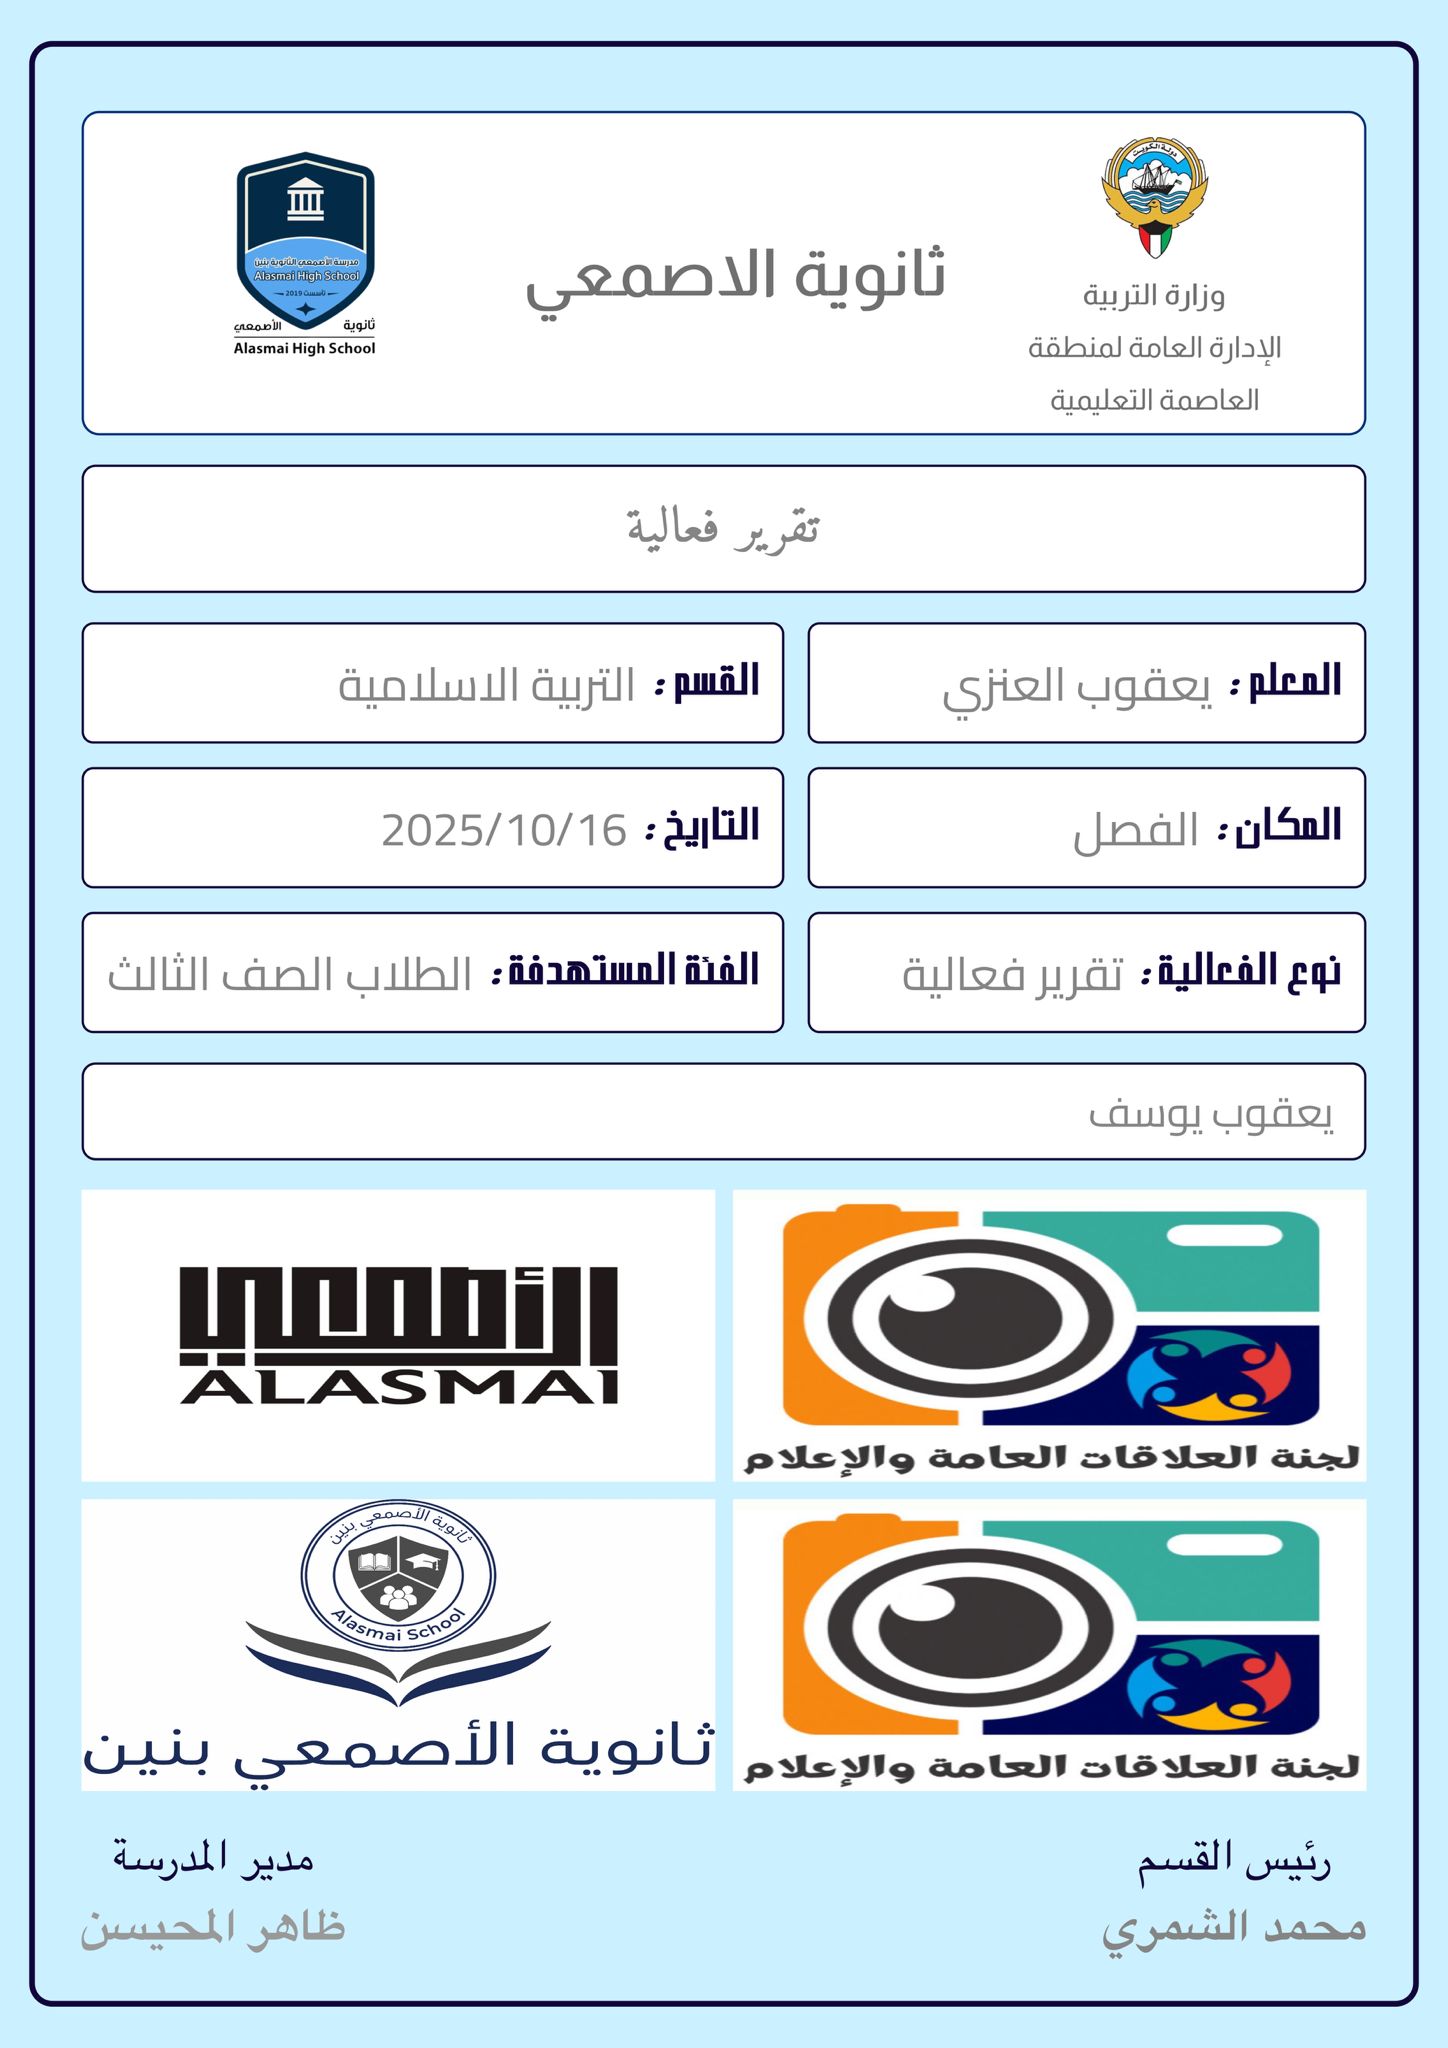 دولة الكويت
وزارة التربية
الإدارة العامة لمنطقة
العاصمة التعليمية
ثانوية الاصمعي
مدرسة الأصمعي الثانوية بنين
Alasmai High School
تأسست 2019
ثانوية الأصمعي
Alasmai High School
تقرير فعالية
المعلم : يعقوب العنزي
القسم : التربية الاسلامية
المكان : الفصل
التاريخ : 2025/10/16
نوع الفعالية : تقرير فعالية
الفئة المستهدفة : الطلاب الصف الثالث
يعقوب يوسف
لجنة العلاقات العامة والإعلام
الأصمعي
ALASMAI
لجنة العلاقات العامة والإعلام
ثانوية الأصمعي بنين
Alasmai School
ثانوية الأصمعي بنين
رئيس القسم
محمد الشمري
مدير المدرسة
ظاهر المحيسن